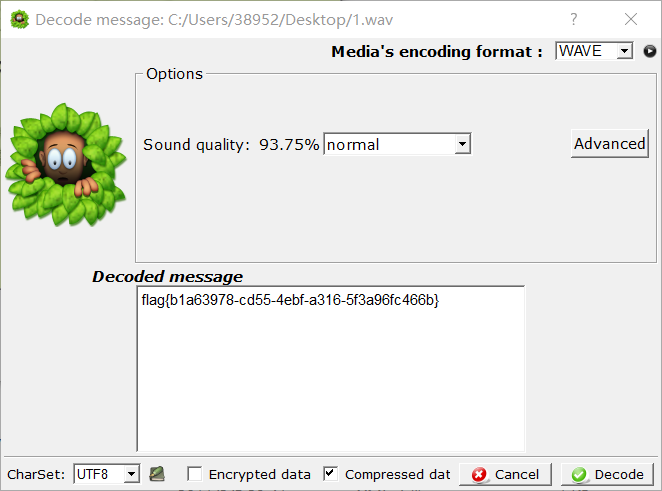 Decode message: C:/Users/38952/Desktop/1.wav ?
Media's encoding format : WAVE
Options
Sound quality: 93.75% normal Advanced
Decoded message
flag{b1a63978-cd55-4ebf-a316-5f3a96fc466b}
CharSet: UTF8 Encrypted data Compressed dat Cancel Decode